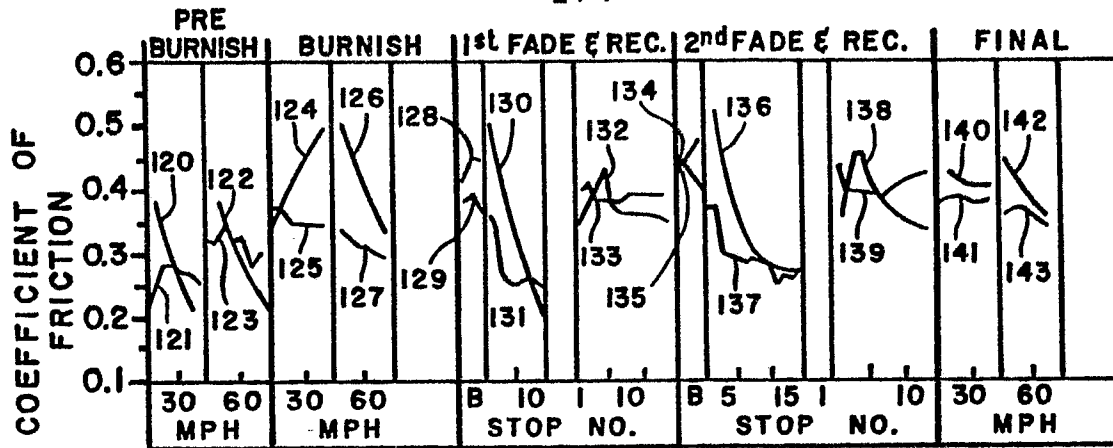 PRE BURNISH BURNISH 1st FADE & REC. 2nd FADE & REC. FINAL
COEFFICIENT OF FRICTION
0.6
0.5
0.4
0.3
0.2
0.1
120 121 122 123
124 125 126 127
128 129 130 131 132 133
134 135 136 137 138 139
140 141 142 143
30 60 30 60 B 10 1 10 B 5 15 1 10 30 60
MPH MPH STOP NO. STOP NO. MPH